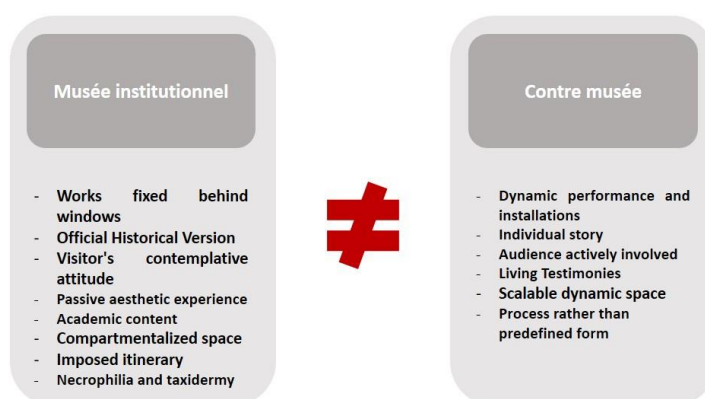 Musée institutionnel
- Works fixed behind
windows
- Official Historical Version
- Visitor's contemplative
attitude
- Passive aesthetic experience
- Academic content
- Compartmentalized space
- Imposed itinerary
- Necrophilia and taxidermy
≠
Contre musée
- Dynamic performance and
installations
- Individual story
- Audience actively involved
- Living Testimonies
- Scalable dynamic space
- Process rather than
predefined form